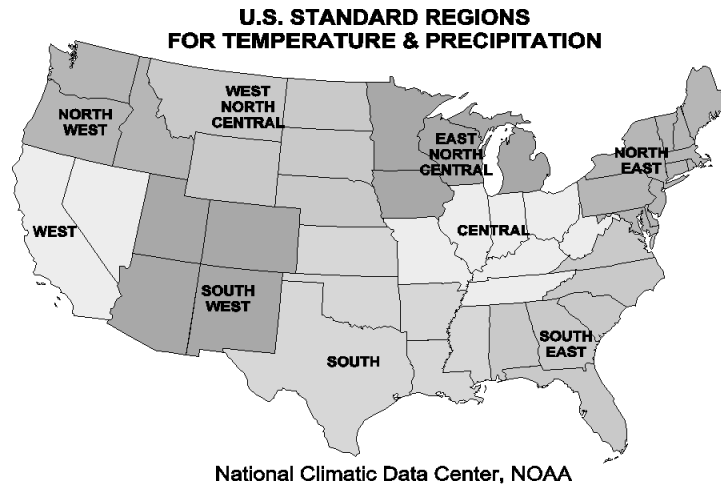 U.S. STANDARD REGIONS
FOR TEMPERATURE & PRECIPITATION
NORTH
WEST
WEST
NORTH
CENTRAL
EAST
NORTH
CENTRAL
NORTH
EAST
WEST
CENTRAL
SOUTH
WEST
SOUTH
SOUTH
EAST
National Climatic Data Center, NOAA